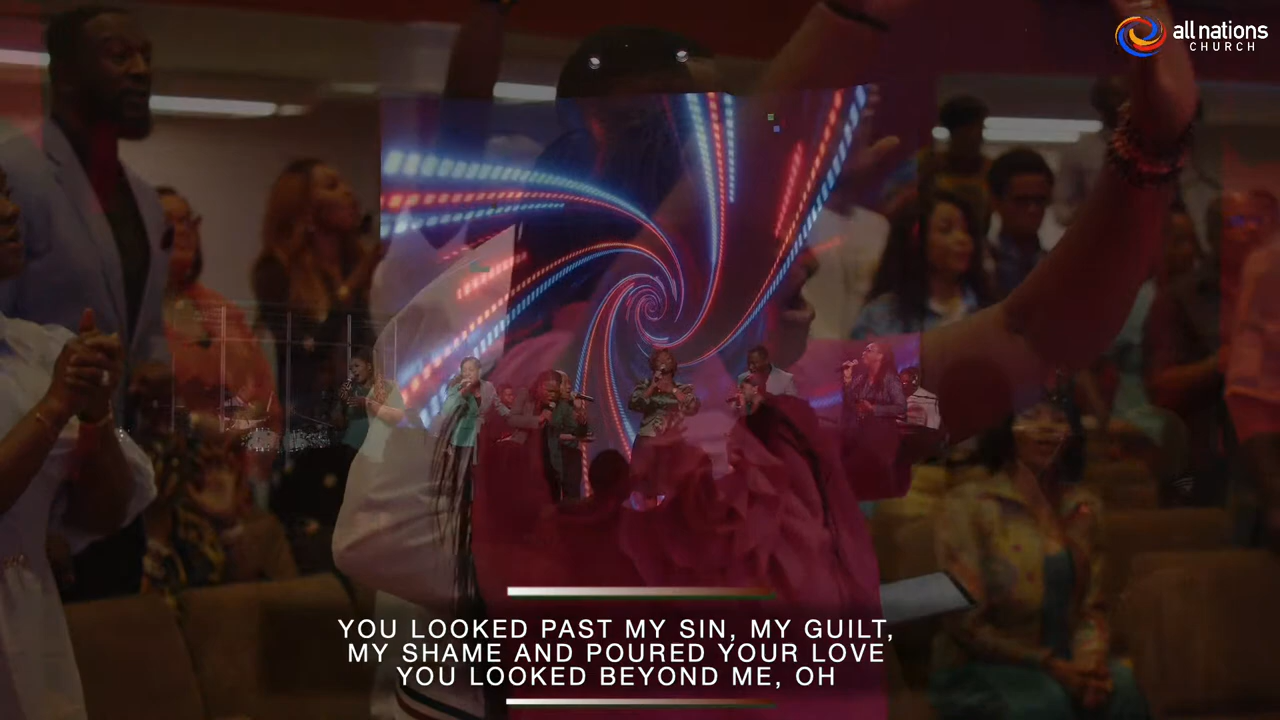 all nations
CHURCH
YOU LOOKED PAST MY SIN, MY GUILT,
MY SHAME AND POURED YOUR LOVE
YOU LOOKED BEYOND ME, OH